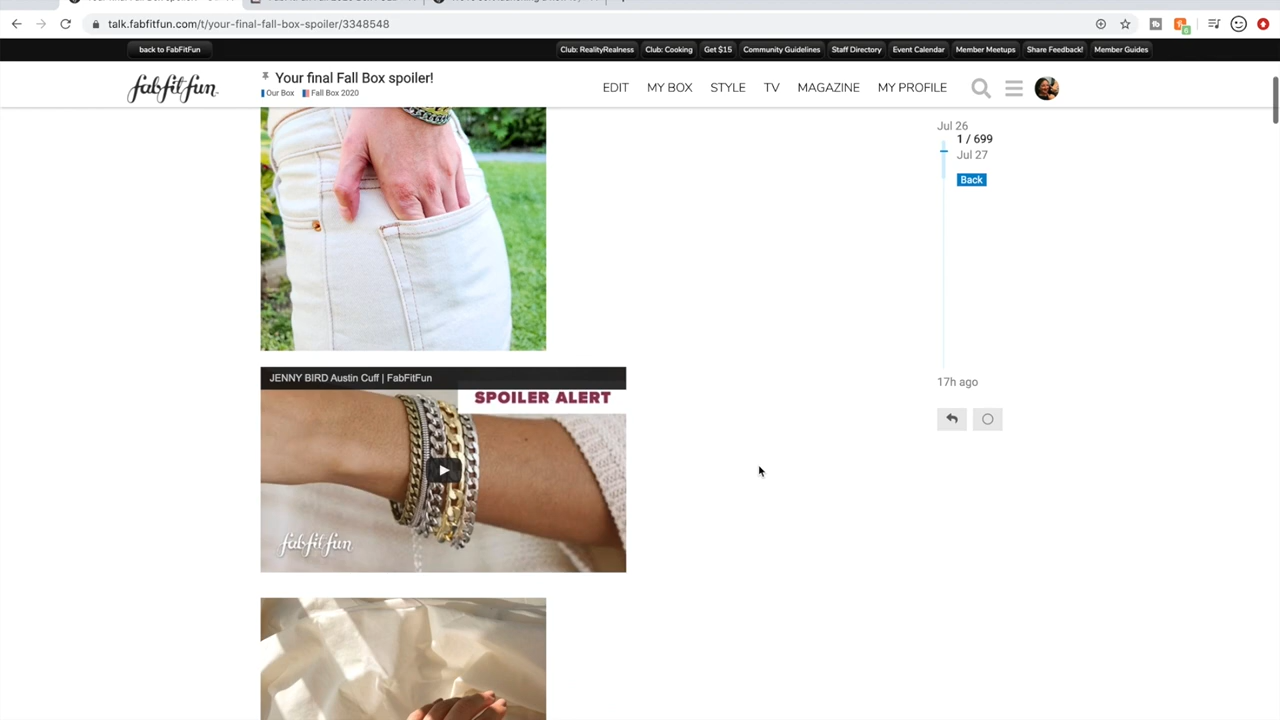 talk.fabfitfun.com/t/your-final-fall-box-spoiler/3348548
back to FabFitFun
Club: RealityRealness
Club: Cooking
Get $15
Community Guidelines
Staff Directory
Event Calendar
Member Meetups
Share Feedback!
Member Guides
fabfitfun
Your final Fall Box spoiler!
Our Box
Fall Box 2020
EDIT
MY BOX
STYLE
TV
MAGAZINE
MY PROFILE
Jul 26
1 / 699
Jul 27
Back
17h ago
JENNY BIRD Austin Cuff | FabFitFun
SPOILER ALERT
fabfitfun